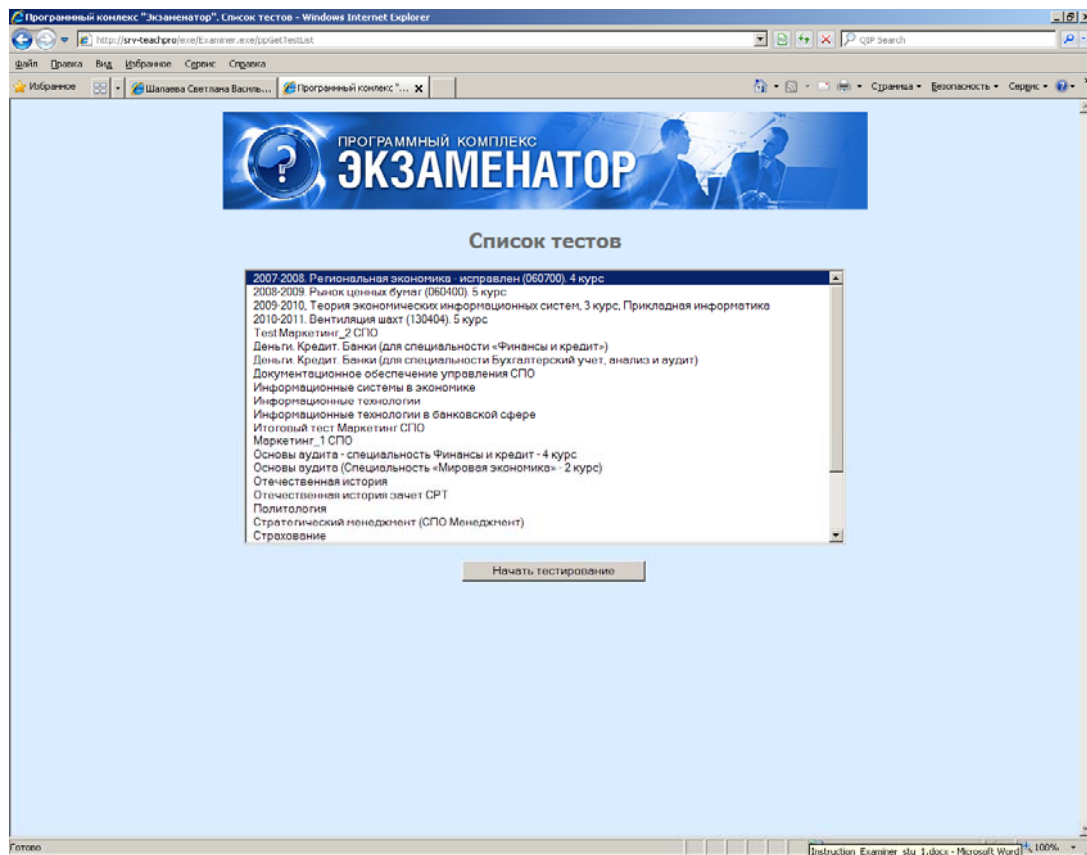 Программный комлекс "Экзаменатор". Список тестов - Windows Internet Explorer
http://srv-teachpro/exe/Examiner.exe/ppGetTestList
QIP Search
Файл Правка Вид Избранное Сервис Справка
Избранное Шалаева Светлана Василь... Программный комлекс "... Страница Безопасность Сервис
ПРОГРАММНЫЙ КОМПЛЕКС
ЭКЗАМЕНАТОР
Список тестов
2007-2008. Региональная экономика - исправлен (060700). 4 курс
2008-2009. Рынок ценных бумаг (060400). 5 курс
2009-2010, Теория экономических информационных систем, 3 курс, Прикладная информатика
2010-2011. Вентиляция шахт (130404). 5 курс
Test Маркетинг_2 СПО
Деньги. Кредит. Банки (для специальности «Финансы и кредит»)
Деньги. Кредит. Банки (для специальности Бухгалтерский учет, анализ и аудит)
Документационное обеспечение управления СПО
Информационные системы в экономике
Информационные технологии
Информационные технологии в банковской сфере
Итоговый тест Маркетинг СПО
Маркетинг_1 СПО
Основы аудита - специальность Финансы и кредит - 4 курс
Основы аудита (Специальность «Мировая экономика» - 2 курс)
Отечественная история
Отечественная история зачет СРТ
Политология
Стратегический менеджмент (СПО Менеджмент)
Страхование
Начать тестирование
Готово
Instruction_Examiner_stu_1.docx - Microsoft Word
100%